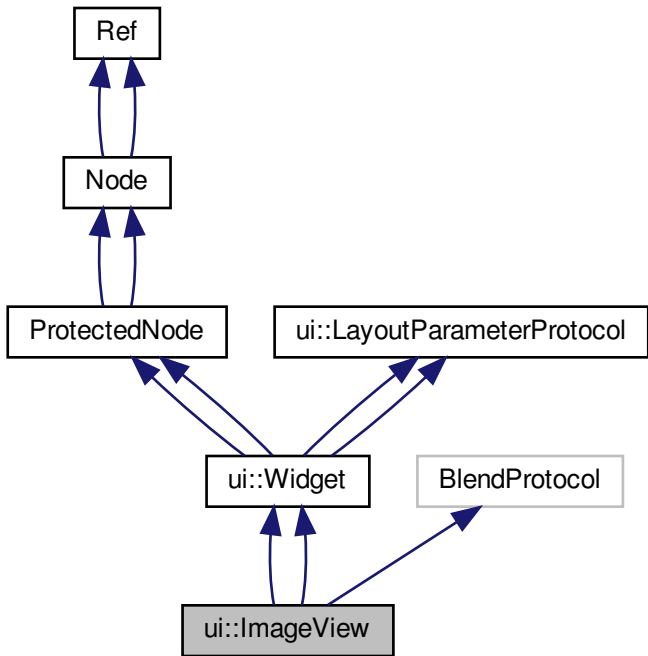 Ref
Node
ProtectedNode
ui::LayoutParameterProtocol
ui::Widget
BlendProtocol
ui::ImageView